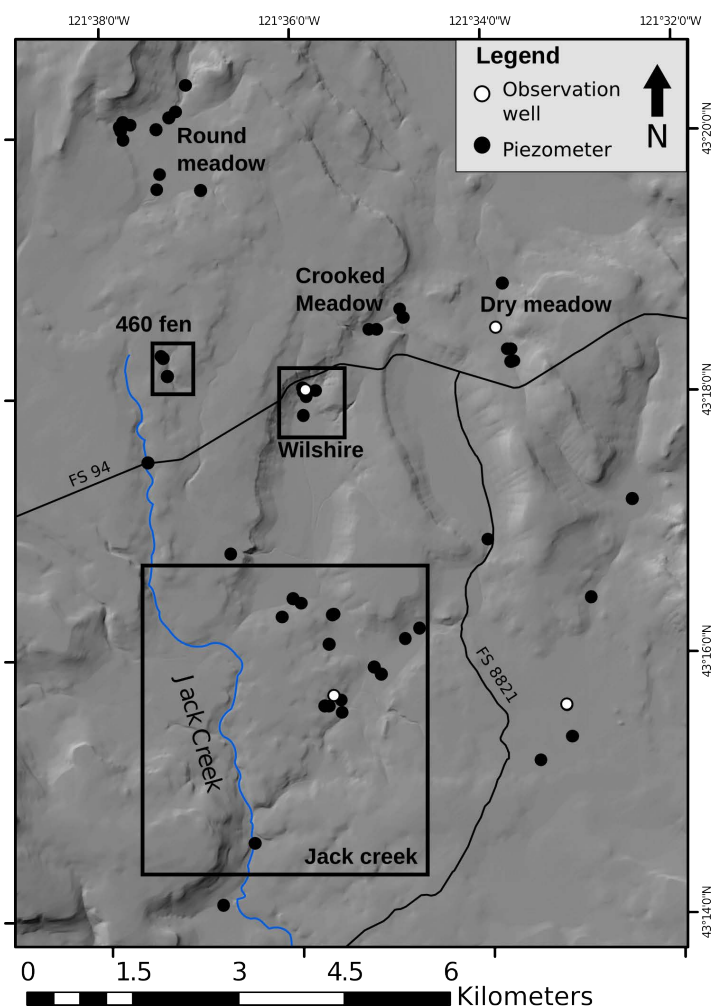 121°38'0"W 121°36'0"W 121°34'0"W 121°32'0"W
Legend
Observation
well
Piezometer
N
43°20'0"N
Round
meadow
Crooked
Meadow
Dry meadow
460 fen
43°18'0"N
Wilshire
FS 94
43°16'0"N
FS 8821
Jack Creek
Jack creek
43°14'0"N
0 1.5 3 4.5 6
Kilometers